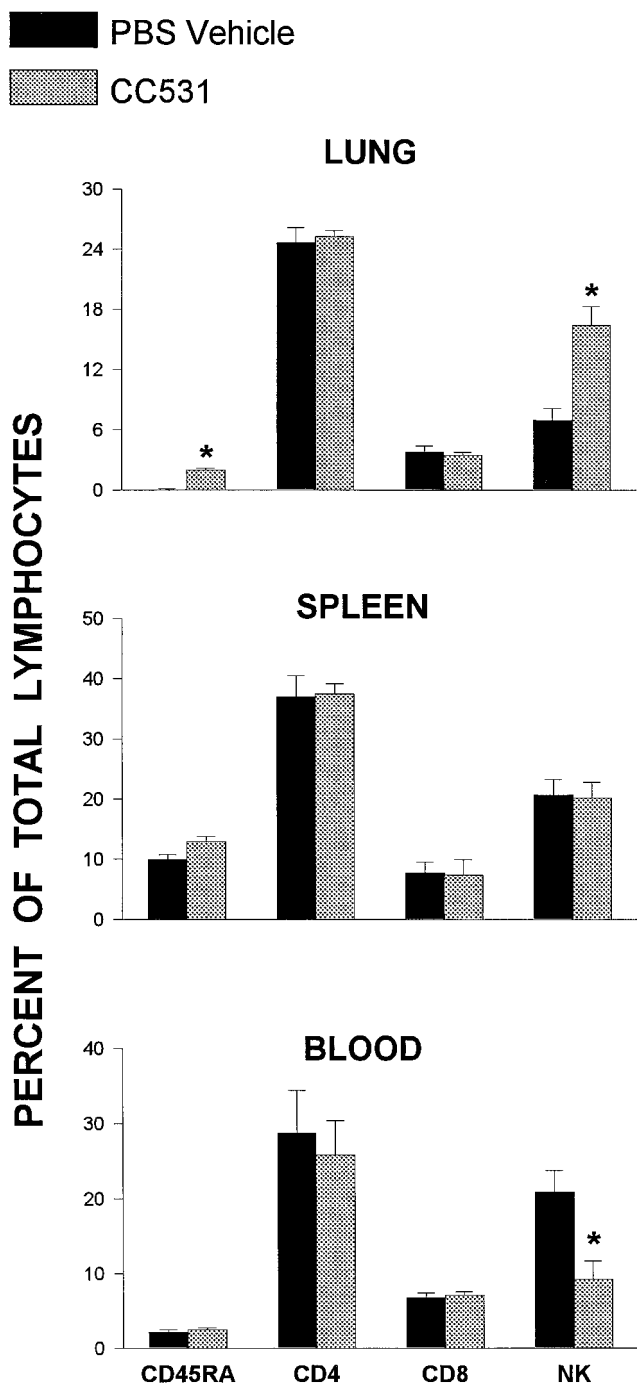 PBS Vehicle
CC531
LUNG
30
24
18
12
6
0
*
*
SPLEEN
50
40
30
20
10
0
BLOOD
40
30
20
10
0
*
CD45RA CD4 CD8 NK
PERCENT OF TOTAL LYMPHOCYTES